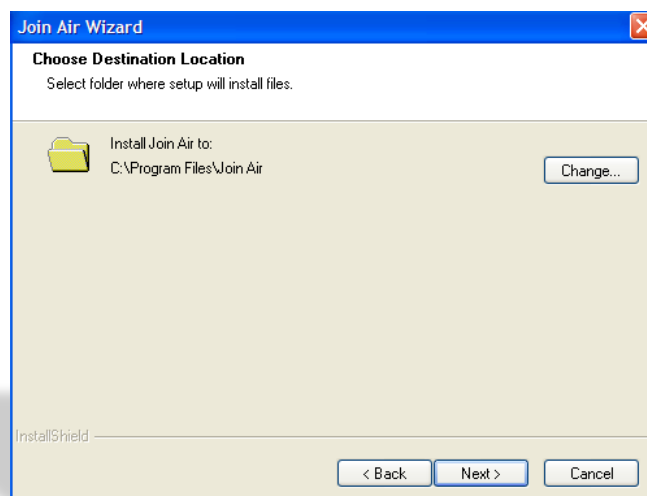 Join Air Wizard
Choose Destination Location
Select folder where setup will install files.
Install Join Air to:
C:\Program Files\Join Air
Change...
InstallShield
< Back
Next >
Cancel